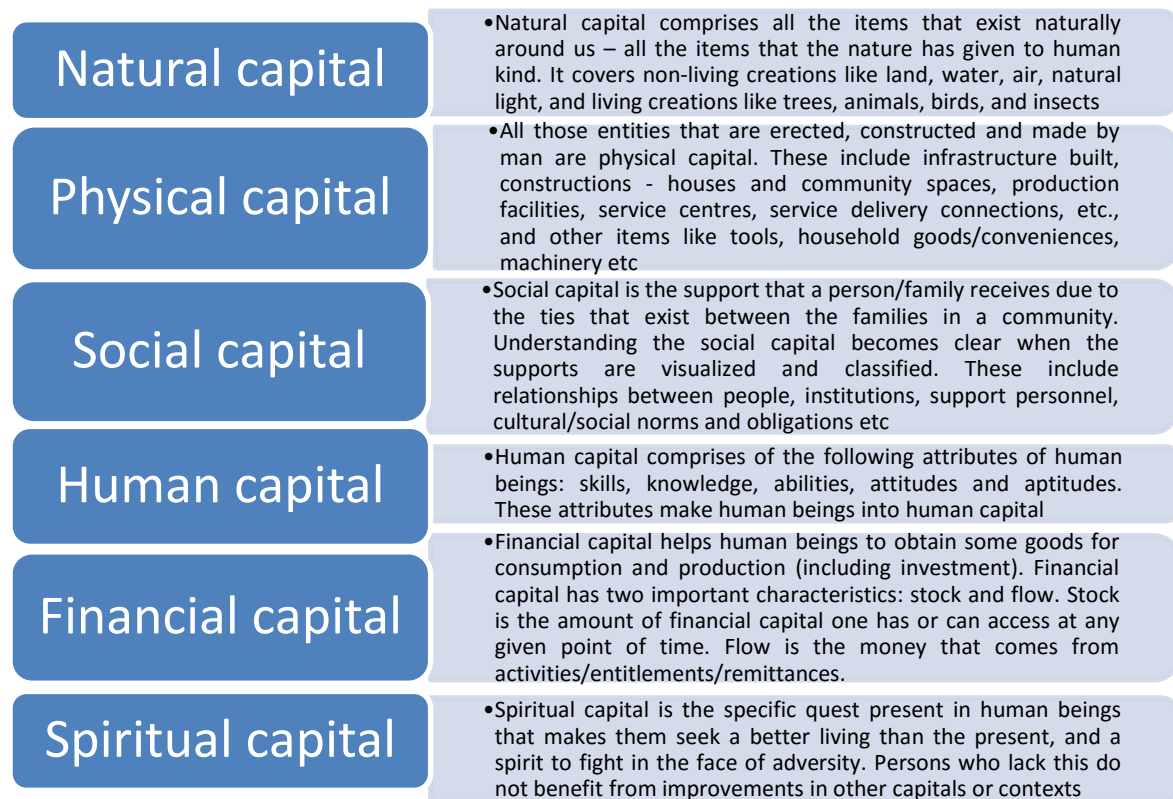 Natural capital
•Natural capital comprises all the items that exist naturally
around us – all the items that the nature has given to human
kind. It covers non-living creations like land, water, air, natural
light, and living creations like trees, animals, birds, and insects
Physical capital
•All those entities that are erected, constructed and made by
man are physical capital. These include infrastructure built,
constructions - houses and community spaces, production
facilities, service centres, service delivery connections, etc.,
and other items like tools, household goods/conveniences,
machinery etc
Social capital
•Social capital is the support that a person/family receives due to
the ties that exist between the families in a community.
Understanding the social capital becomes clear when the
supports are visualized and classified. These include
relationships between people, institutions, support personnel,
cultural/social norms and obligations etc
Human capital
•Human capital comprises of the following attributes of human
beings: skills, knowledge, abilities, attitudes and aptitudes.
These attributes make human beings into human capital
Financial capital
•Financial capital helps human beings to obtain some goods for
consumption and production (including investment). Financial
capital has two important characteristics: stock and flow. Stock
is the amount of financial capital one has or can access at any
given point of time. Flow is the money that comes from
activities/entitlements/remittances.
Spiritual capital
•Spiritual capital is the specific quest present in human beings
that makes them seek a better living than the present, and a
spirit to fight in the face of adversity. Persons who lack this do
not benefit from improvements in other capitals or contexts